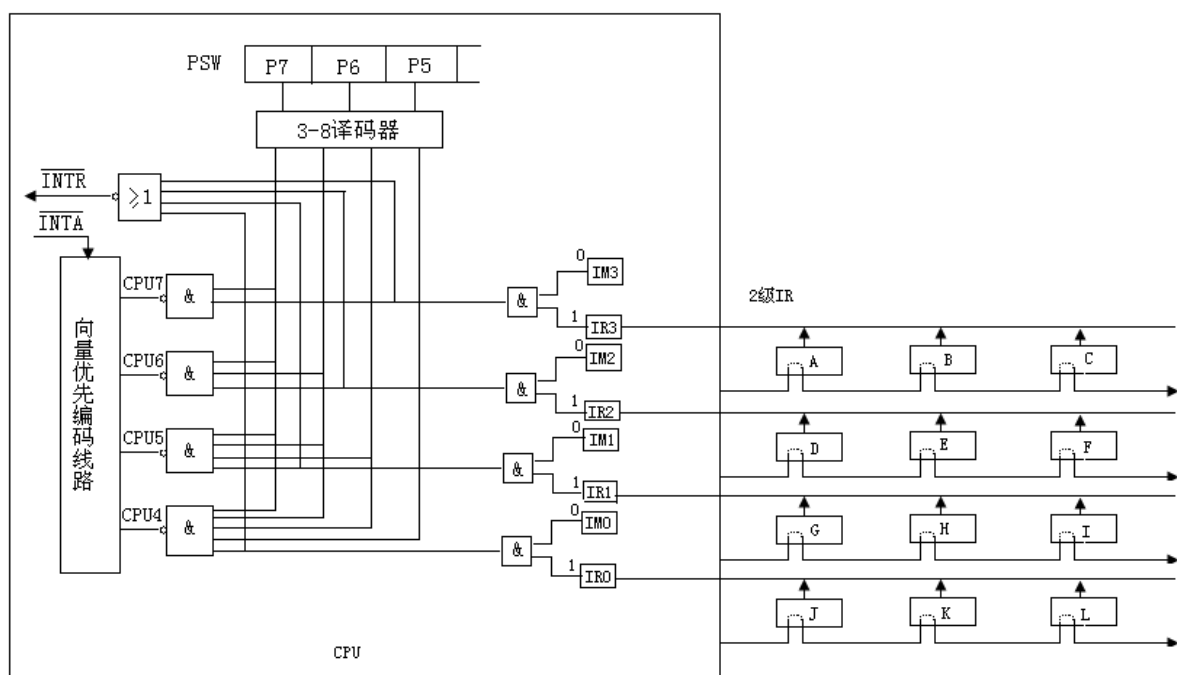 PSW P7 P6 P5
3-8译码器
INTR ≥1
INTA
0 IM3
CPU7 & & 2级IR
1 IR3
0 IM2
A B C
CPU6 & &
1 IR2
0 IM1
D E F
CPU5 & &
1 IR1
0 IM0
CPU4 & & G H I
1 IR0
向量优先编码线路
J K L
CPU